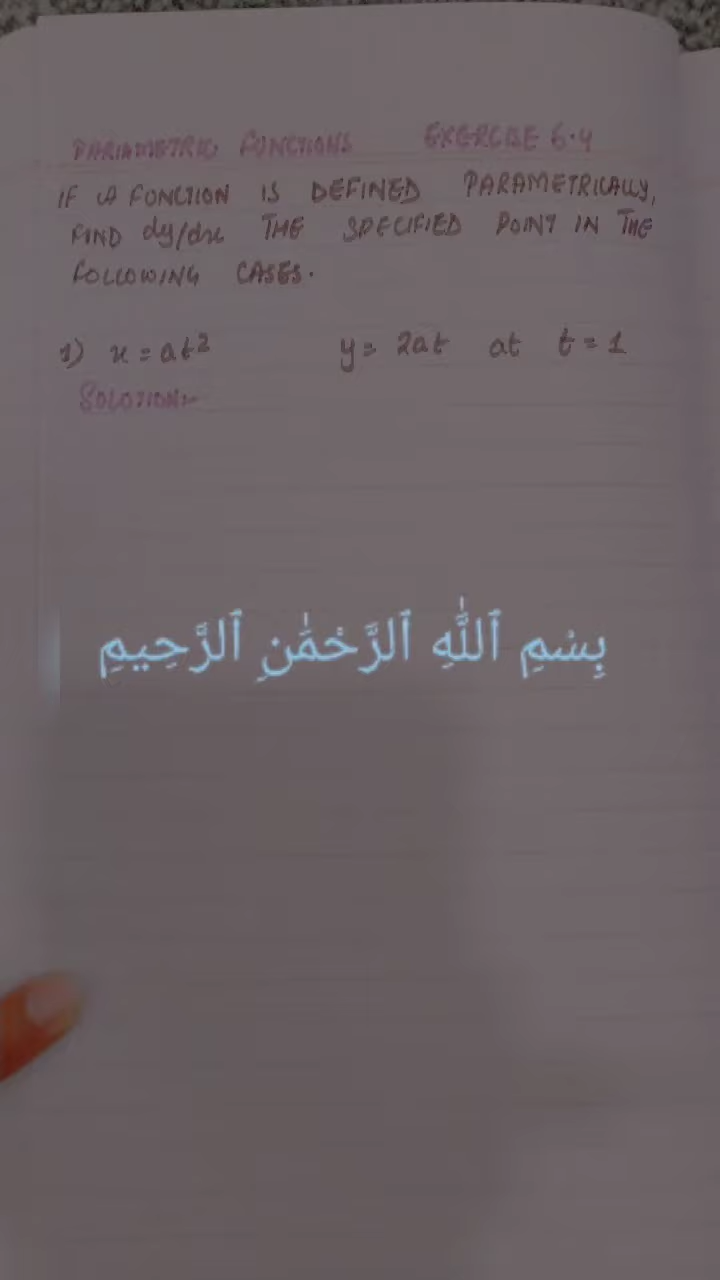 PARAMETRIC FUNCTIONS EXERCISE 6.4
IF A FUNCTION IS DEFINED PARAMETRICALLY,
FIND dy/dx THE SPECIFIED POINT IN THE
FOLLOWING CASES.
1) x = at² y = 2at at t = 1
SOLUTION:-
بِسْمِ ٱللَّٰهِ ٱلرَّحْمَٰنِ ٱلرَّحِيمِ